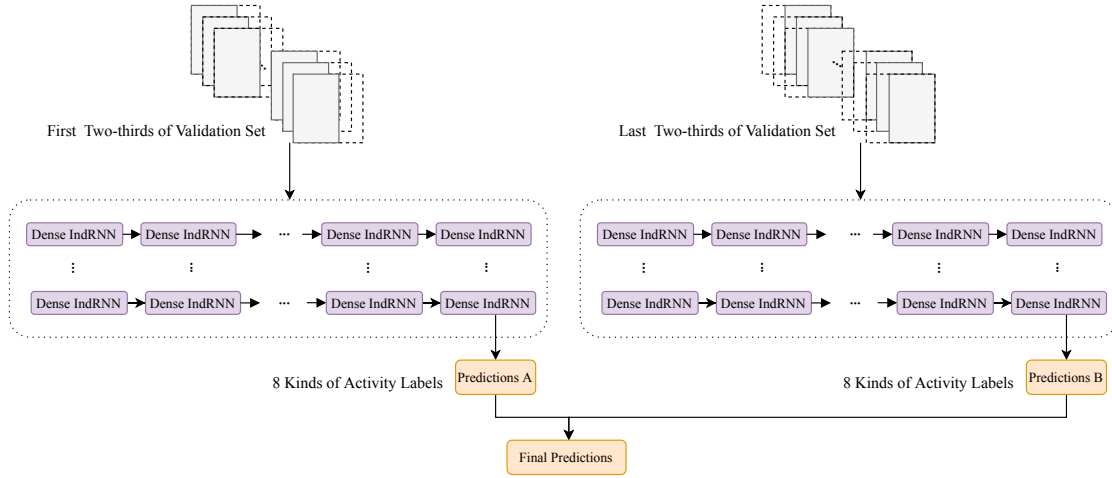 First Two-thirds of Validation Set
Last Two-thirds of Validation Set
Dense IndRNN Dense IndRNN ... Dense IndRNN Dense IndRNN
Dense IndRNN Dense IndRNN ... Dense IndRNN Dense IndRNN
Dense IndRNN Dense IndRNN ... Dense IndRNN Dense IndRNN
Dense IndRNN Dense IndRNN ... Dense IndRNN Dense IndRNN
8 Kinds of Activity Labels
Predictions A
8 Kinds of Activity Labels
Predictions B
Final Predictions